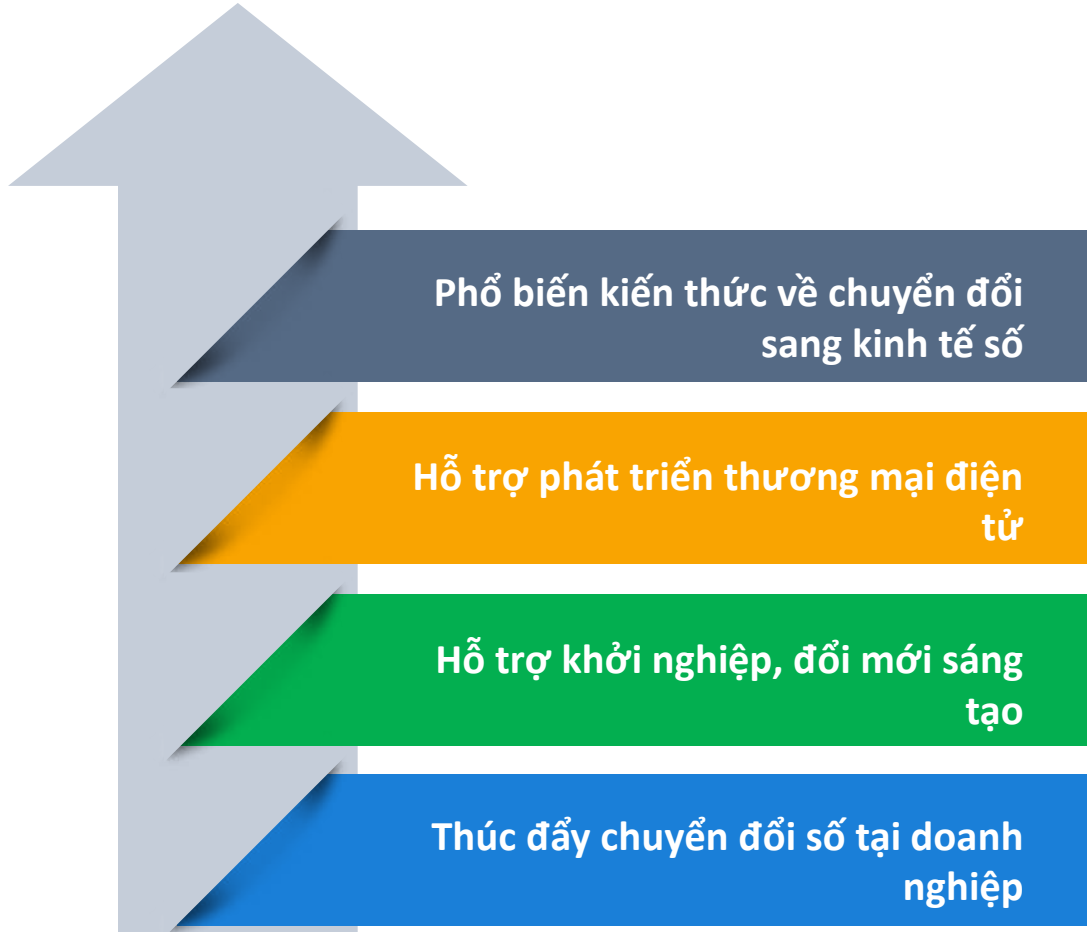 Phổ biến kiến thức về chuyển đổi
sang kinh tế số
Hỗ trợ phát triển thương mại điện
tử
Hỗ trợ khởi nghiệp, đổi mới sáng
tạo
Thúc đẩy chuyển đổi số tại doanh
nghiệp